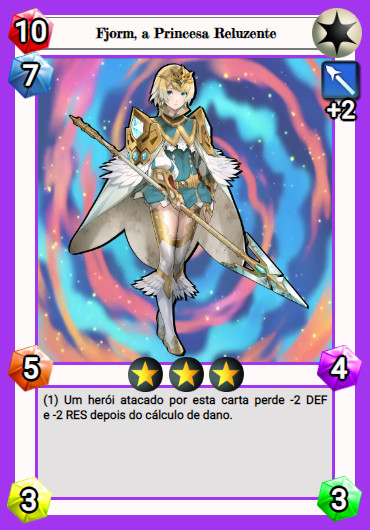 10
Fjorm, a Princesa Reluzente
7
+2
5
4
(1) Um herói atacado por esta carta perde -2 DEF
e -2 RES depois do cálculo de dano.
3
3